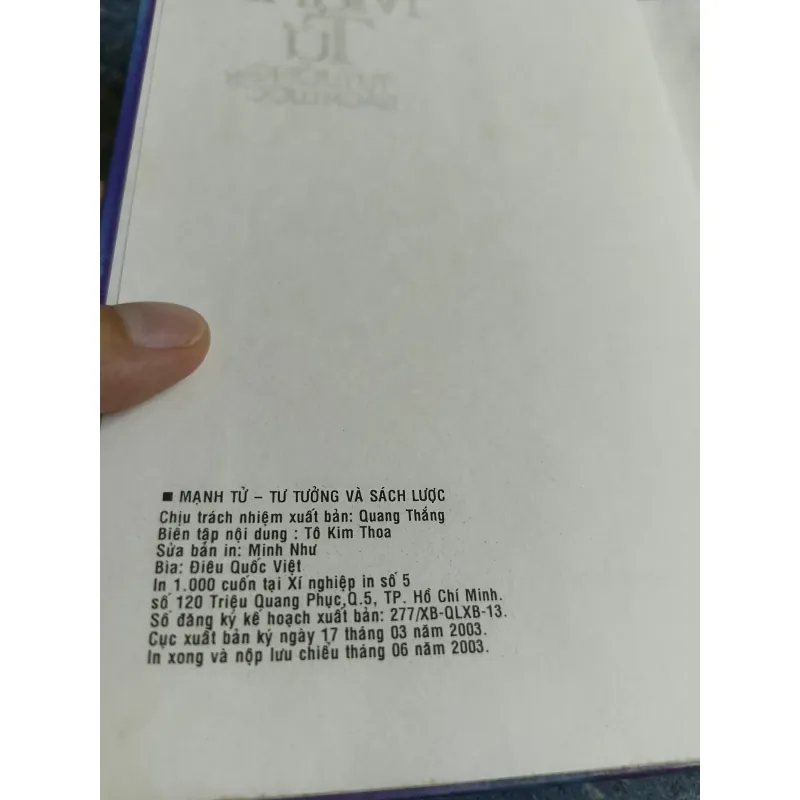 ■ MẠNH TỬ – TƯ TƯỞNG VÀ SÁCH LƯỢC
Chịu trách nhiệm xuất bản: Quang Thắng
Biên tập nội dung : Tô Kim Thoa
Sửa bản in: Minh Như
Bìa: Điêu Quốc Việt
In 1.000 cuốn tại Xí nghiệp in số 5
số 120 Triệu Quang Phục,Q.5, TP. Hồ Chí Minh.
Số đăng ký kế hoạch xuất bản: 277/XB-QLXB-13.
Cục xuất bản ký ngày 17 tháng 03 năm 2003.
In xong và nộp lưu chiểu tháng 06 năm 2003.